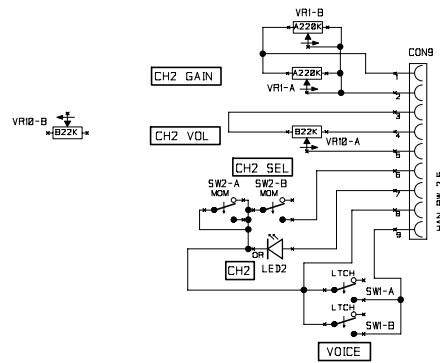 VR1-B
A220K
CON9
CH2 GAIN
A220K
1
VR1-A
2
3
VR10-B
B22K
CH2 VOL
B22K
4
VR10-A
5
CH2 SEL
6
SW2-A
SW2-B
MOM
MOM
7
8
9
OR
CH2
LED2
LTCH
SW1-A
LTCH
SW1-B
VOICE